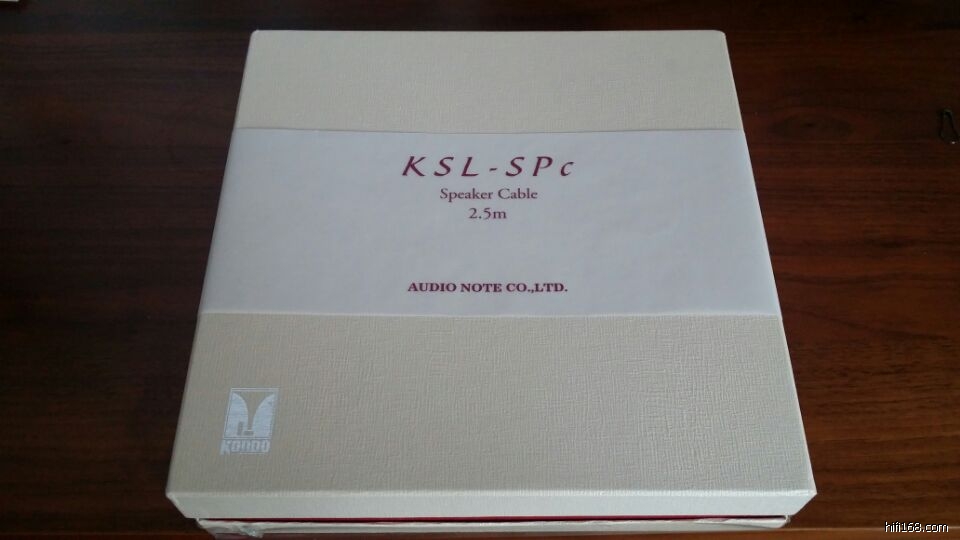 KSL-SPc
Speaker Cable
2.5m
AUDIO NOTE CO.,LTD.
KONDO
hifi168.com